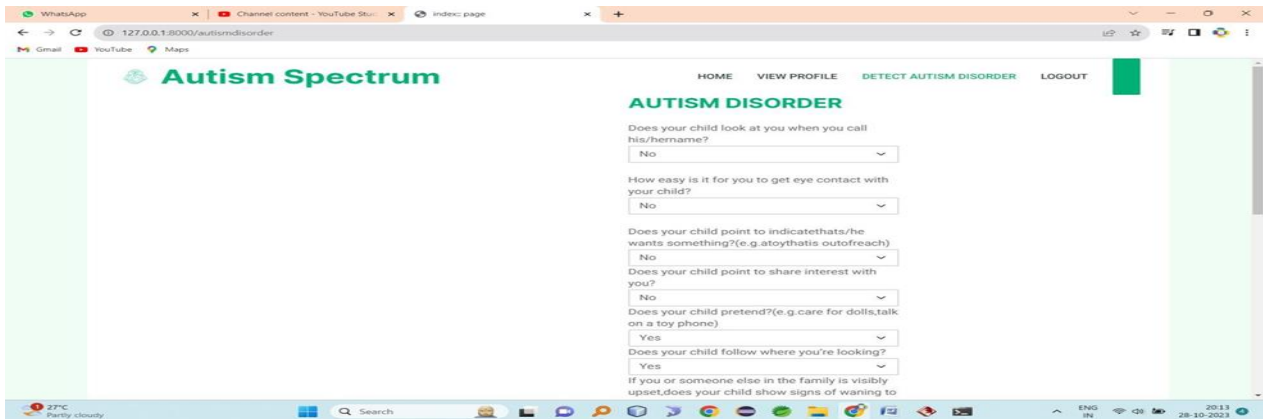 WhatsApp
Channel content - YouTube Stu
index: page
127.0.0.1:8000/autismdisorder
Gmail
YouTube
Maps
Autism Spectrum
HOME
VIEW PROFILE
DETECT AUTISM DISORDER
LOGOUT
AUTISM DISORDER
Does your child look at you when you call
his/hername?
No
How easy is it for you to get eye contact with
your child?
No
Does your child point to indicatethats/he
wants something?(e.g.atoythatis outofreach)
No
Does your child point to share interest with
you?
No
Does your child pretend?(e.g.care for dolls,talk
on a toy phone)
Yes
Does your child follow where you're looking?
Yes
If you or someone else in the family is visibly
upset,does your child show signs of waning to
27°C
Partly cloudy
Search
ENG
IN
20:13
28-10-2023